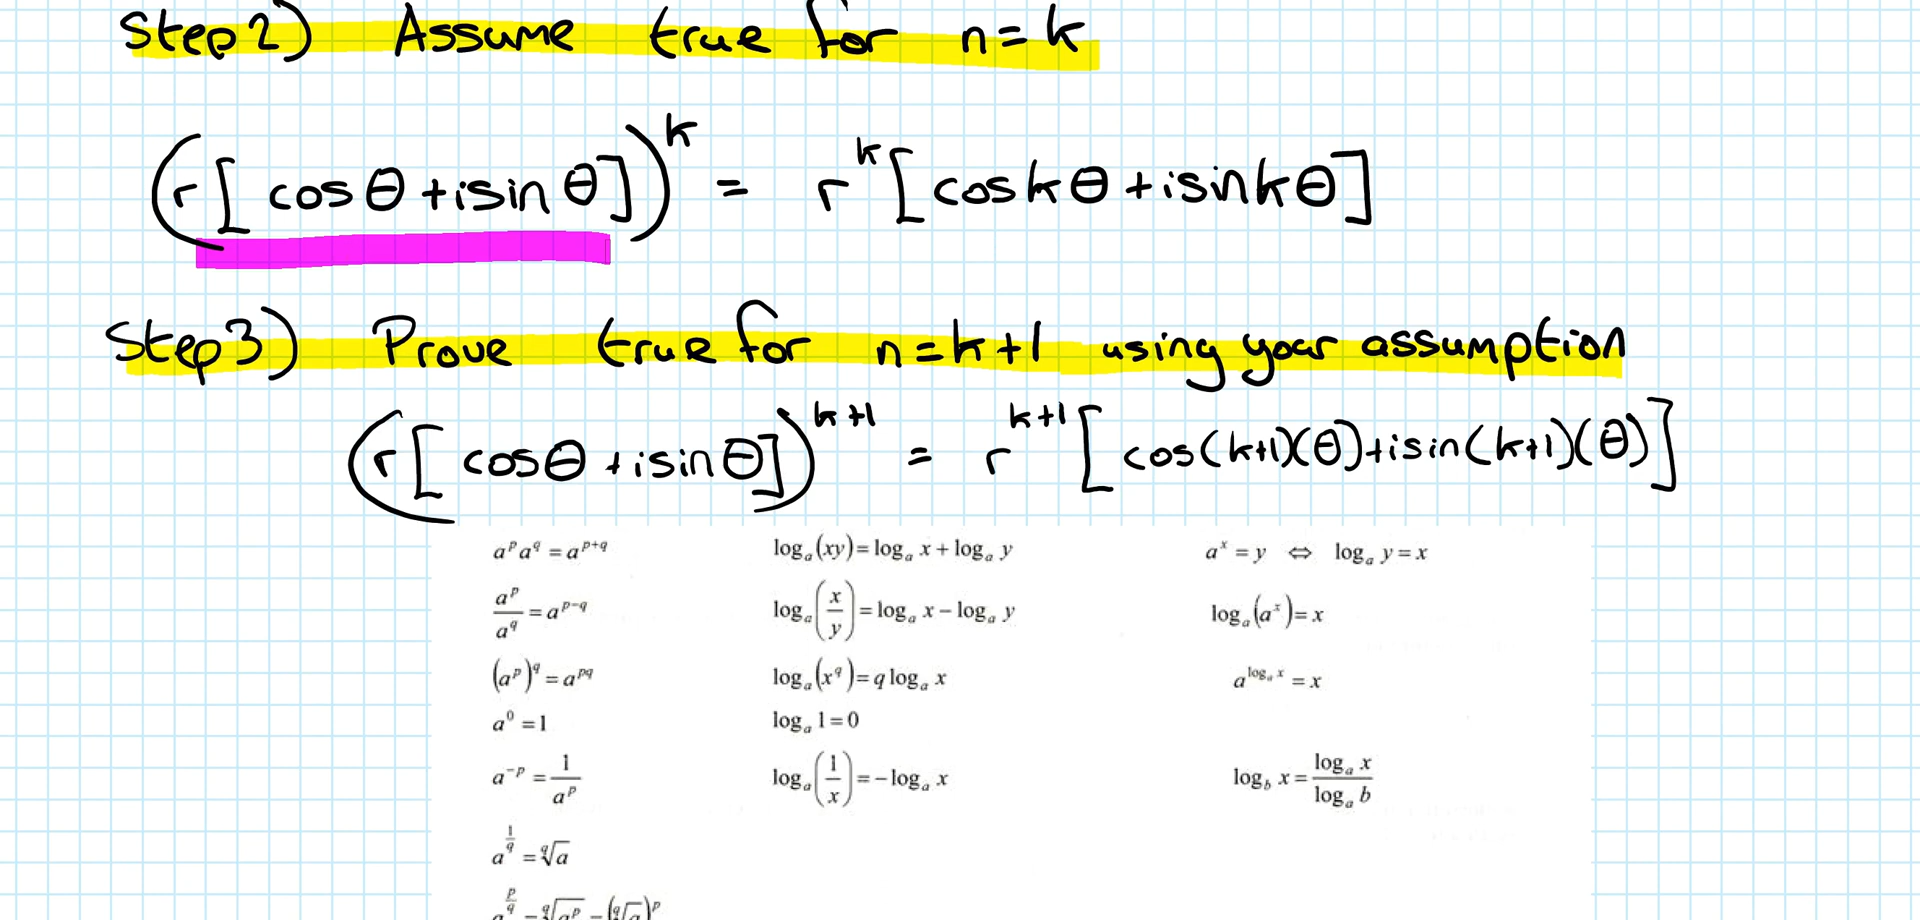 Step 2) Assume true for n = k
(r[cosθ + isinθ])^k = r^k[coskθ + isinkθ]
Step 3) Prove true for n = k+1 using your assumption
(r[cosθ + isinθ])^{k+1} = r^{k+1}[cos(k+1)(θ) + isin(k+1)(θ)]
a^p a^q = a^{p+q} log_a(xy) = log_a x + log_a y a^x = y ⇔ log_a y = x
a^p/a^q = a^{p-q} log_a(x/y) = log_a x − log_a y log_a(a^x) = x
(a^p)^q = a^{pq} log_a(x^q) = q log_a x a^{log_a x} = x
a^0 = 1 log_a 1 = 0
a^{-p} = 1/a^p log_a(1/x) = −log_a x log_b x = log_a x/log_a b
a^{1/q} = ᑫ√a
a^{p/q} = ᑫ√a^p = (ᑫ√a)^p